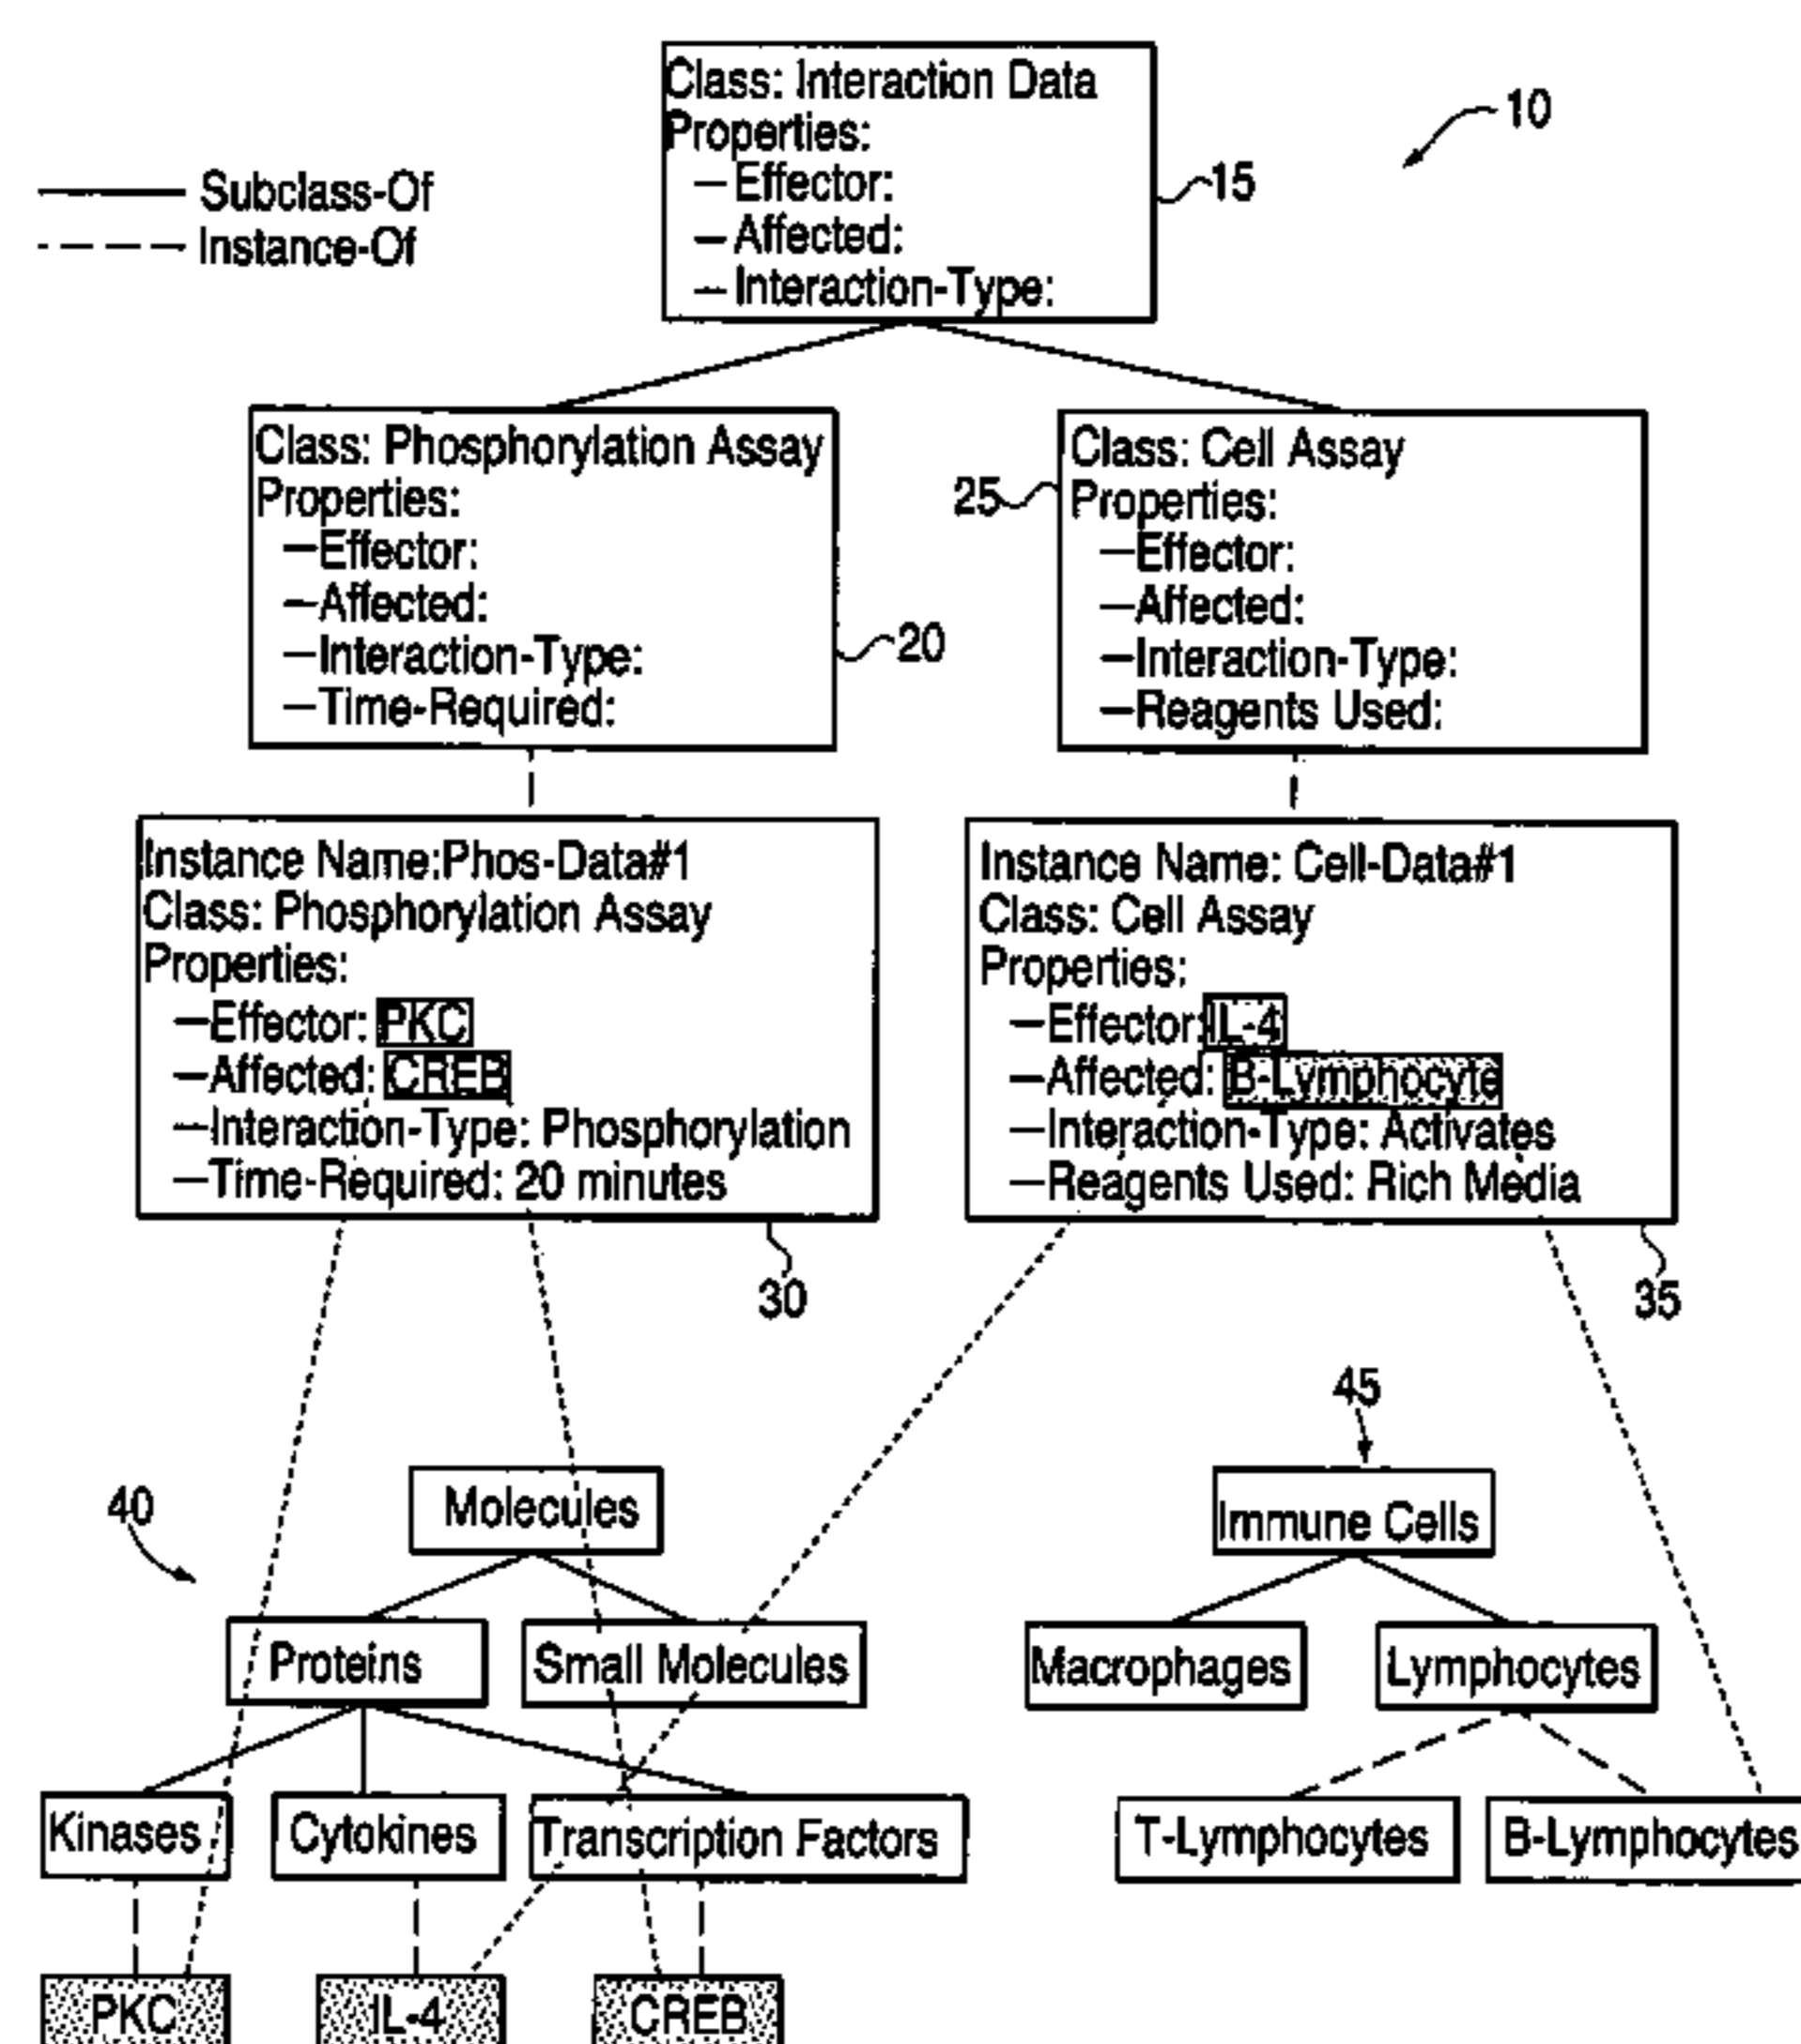 Class: Interaction Data
Properties:
—Effector:
—Affected:
—Interaction-Type:
10
15
Subclass-Of
Instance-Of
Class: Phosphorylation Assay
Properties:
—Effector:
—Affected:
—Interaction-Type:
—Time-Required:
20
25
Class: Cell Assay
Properties:
—Effector:
—Affected:
—Interaction-Type:
—Reagents Used:
Instance Name:Phos-Data#1
Class: Phosphorylation Assay
Properties:
—Effector: PKC
—Affected: CREB
—Interaction-Type: Phosphorylation
—Time-Required: 20 minutes
30
Instance Name: Cell-Data#1
Class: Cell Assay
Properties:
—Effector: IL-4
—Affected: B-Lymphocyte
—Interaction-Type: Activates
—Reagents Used: Rich Media
35
40
Molecules
Proteins
Small Molecules
Kinases
Cytokines
Transcription Factors
PKC
IL-4
CREB
45
Immune Cells
Macrophages
Lymphocytes
T-Lymphocytes
B-Lymphocytes